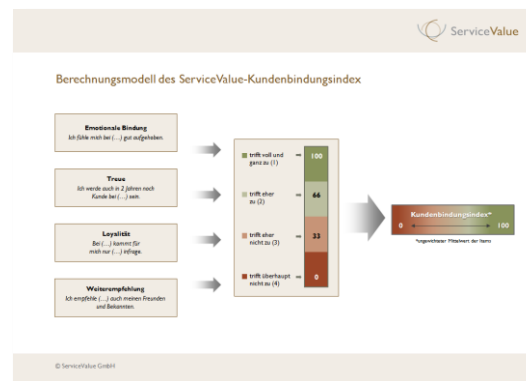 ServiceValue
Berechnungsmodell des ServiceValue-Kundenbindungsindex
Emotionale Bindung
Ich fühle mich bei (...) gut aufgehoben.
Treue
Ich werde auch in 2 Jahren noch
Kunde bei (...) sein.
Loyalität
Bei (...) kommt für
mich nur (...) infrage.
Weiterempfehlung
Ich empfehle (...) auch meinen Freunden
und Bekannten.
trifft voll und
ganz zu (1)
= 100
trifft eher
zu (2)
= 66
trifft eher
nicht zu (3)
= 33
trifft überhaupt
nicht zu (4)
= 0
Kundenbindungsindex*
0 100
*ungewichteter Mittelwert der Items
© ServiceValue GmbH